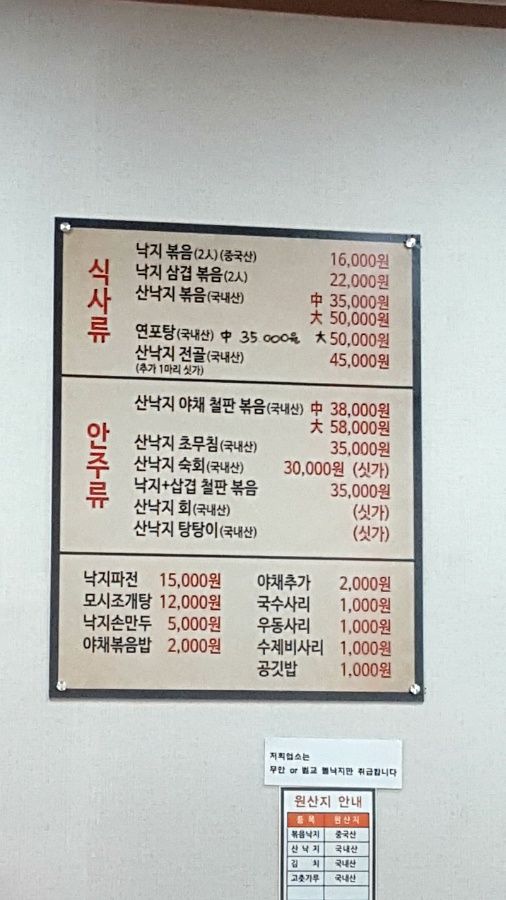 식사류
낙지 볶음(2人)(중국산) 16,000원
낙지 삼겹 볶음(2人) 22,000원
산낙지 볶음(국내산) 中 35,000원
大 50,000원
연포탕(국내산) 中 35.000원 大 50,000원
산낙지 전골(국내산) 45,000원
(추가 1마리 싯가)
안주류
산낙지 야채 철판 볶음(국내산) 中 38,000원
大 58,000원
산낙지 초무침(국내산) 35,000원
산낙지 숙회(국내산) 30,000원 (싯가)
낙지+삼겹 철판 볶음 35,000원
산낙지 회(국내산) (싯가)
산낙지 탕탕이(국내산) (싯가)
낙지파전 15,000원 야채추가 2,000원
모시조개탕 12,000원 국수사리 1,000원
낙지손만두 5,000원 우동사리 1,000원
야채볶음밥 2,000원 수제비사리 1,000원
공깃밥 1,000원
저희업소는
무안 or 벌교 뻘낙지만 취급합니다
원산지 안내
품 목 원산지
볶음낙지 중국산
산 낙 지 국내산
김 치 국내산
고춧가루 국내산